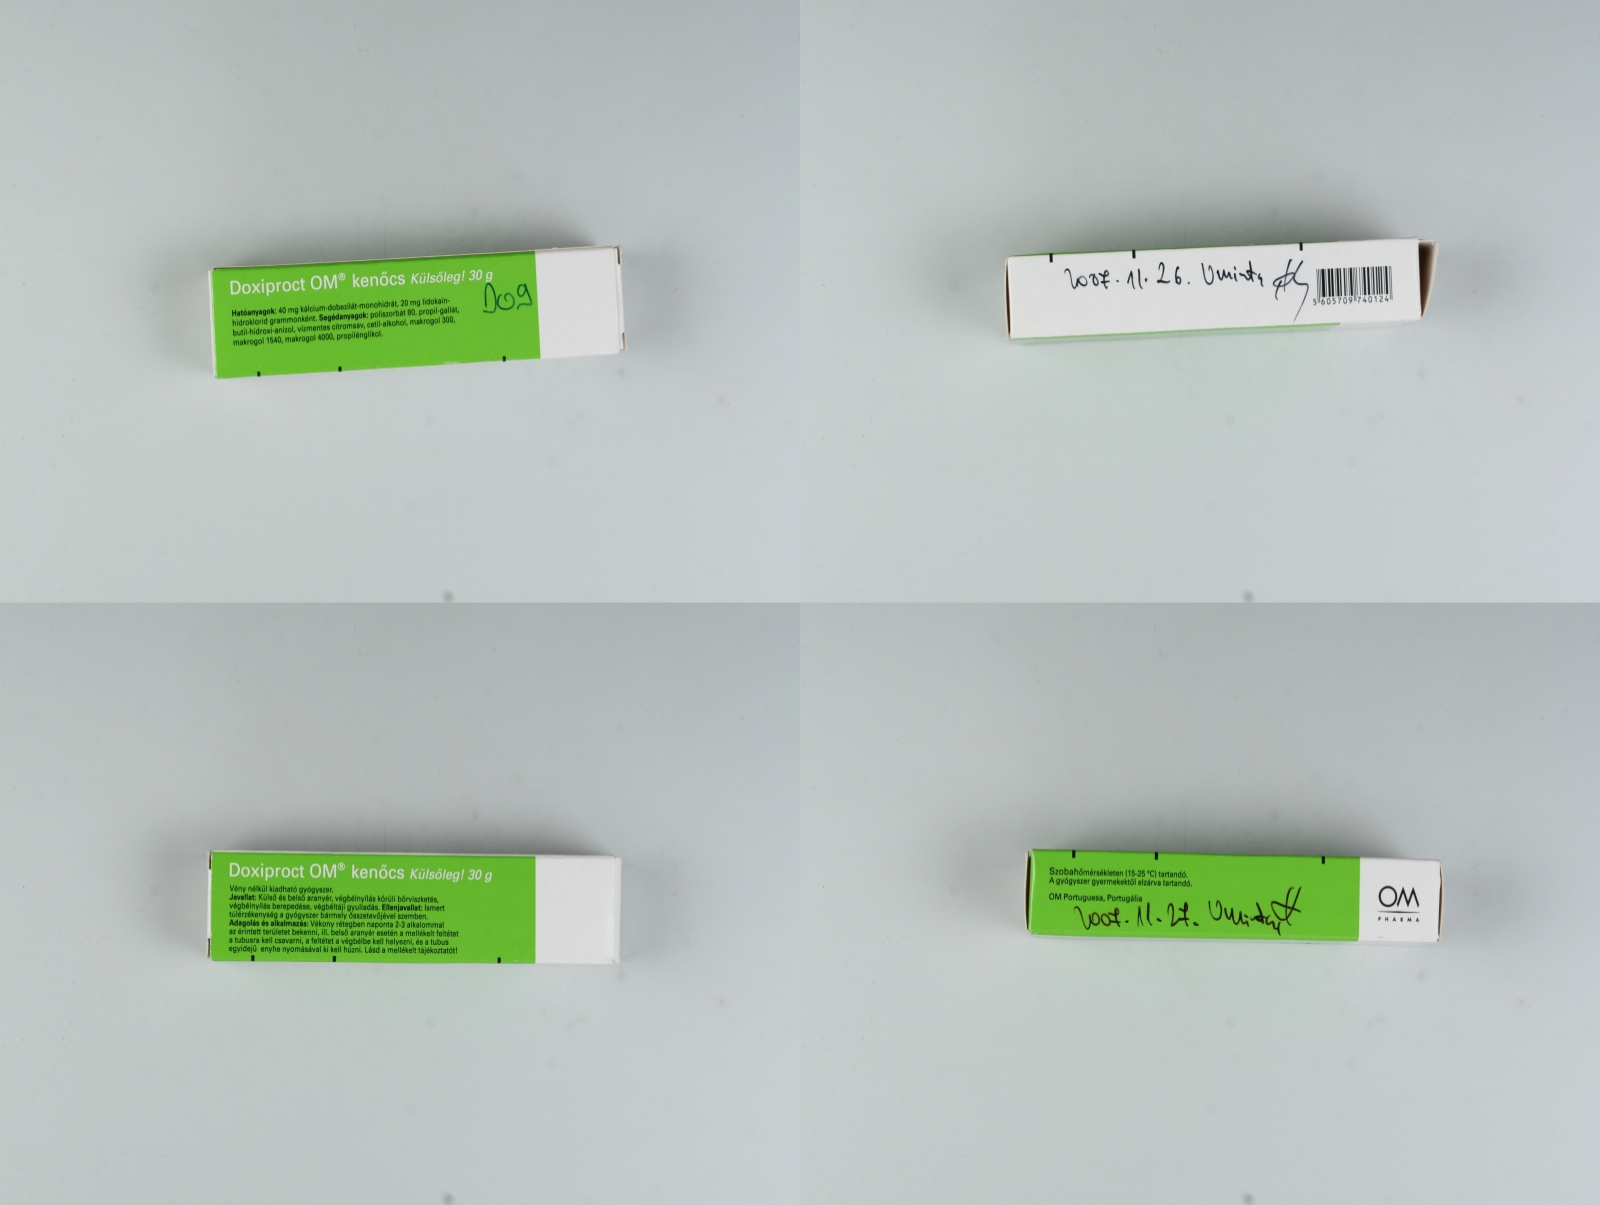 Doxiproct OM® kenőcs Külsőleg! 30 g
Hatóanyagok: 40 mg kálcium-dobezilát-monohidrát, 20 mg lidokain-
hidroklorid grammonként. Segédanyagok: poliszorbát 80, propil-gallát,
butil-hidroxi-anizol, vízmentes citromsav, cetil-alkohol, makrogol 300,
makrogol 1540, makrogol 4000, propilénglikol.
Dog
2007.11.26. Uminta
5605709740124
Doxiproct OM® kenőcs Külsőleg! 30 g
Vény nélkül kiadható gyógyszer.
Javallat: Külső és belső aranyér, végbélnyílás körüli bőrviszketés,
végbélnyílás berepedése, végbéltáji gyulladás. Ellenjavallat: Ismert
túlérzékenység a gyógyszer bármely összetevőjével szemben.
Adagolás és alkalmazás: Vékony rétegben naponta 2-3 alkalommal
az érintett területet bekenni, ill. belső aranyér esetén a mellékelt feltétet
a tubusra kell csavarni, a feltétet a végbélbe kell helyezni, és a tubus
egyidejű enyhe nyomásával ki kell húzni. Lásd a mellékelt tájékoztatót!
Szobahőmérsékleten (15-25 °C) tartandó.
A gyógyszer gyermekektől elzárva tartandó.
OM Portuguesa, Portugália
2007.11.27. Uminta
OM
PHARMA